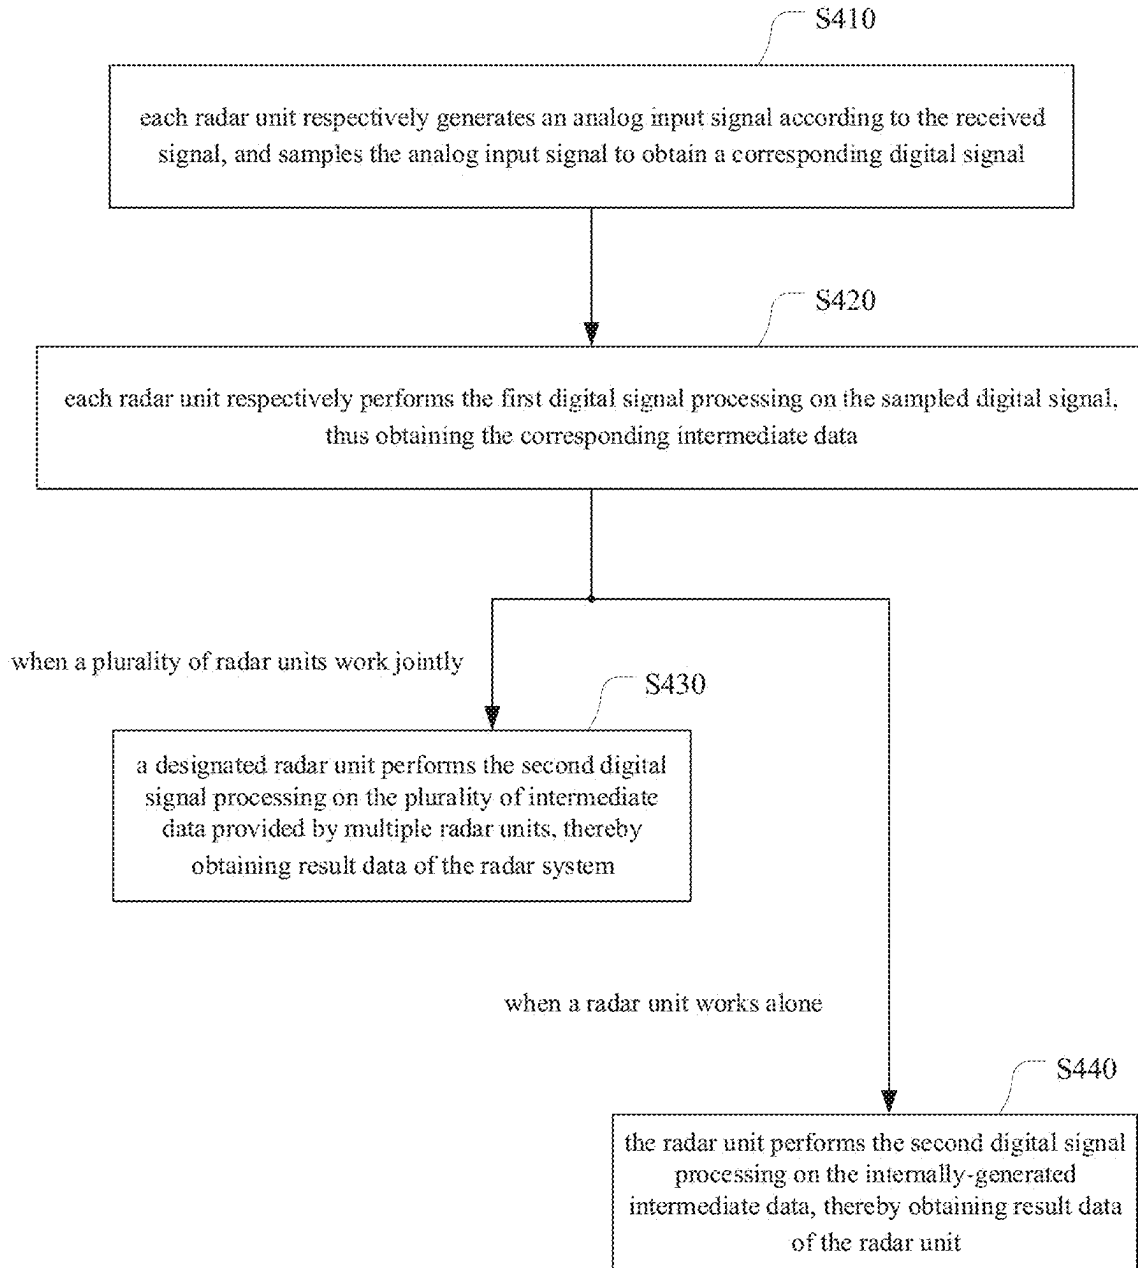 S410
each radar unit respectively generates an analog input signal according to the received
signal, and samples the analog input signal to obtain a corresponding digital signal
S420
each radar unit respectively performs the first digital signal processing on the sampled digital signal,
thus obtaining the corresponding intermediate data
when a plurality of radar units work jointly
S430
a designated radar unit performs the second digital
signal processing on the plurality of intermediate
data provided by multiple radar units, thereby
obtaining result data of the radar system
when a radar unit works alone
S440
the radar unit performs the second digital signal
processing on the internally-generated
intermediate data, thereby obtaining result data
of the radar unit